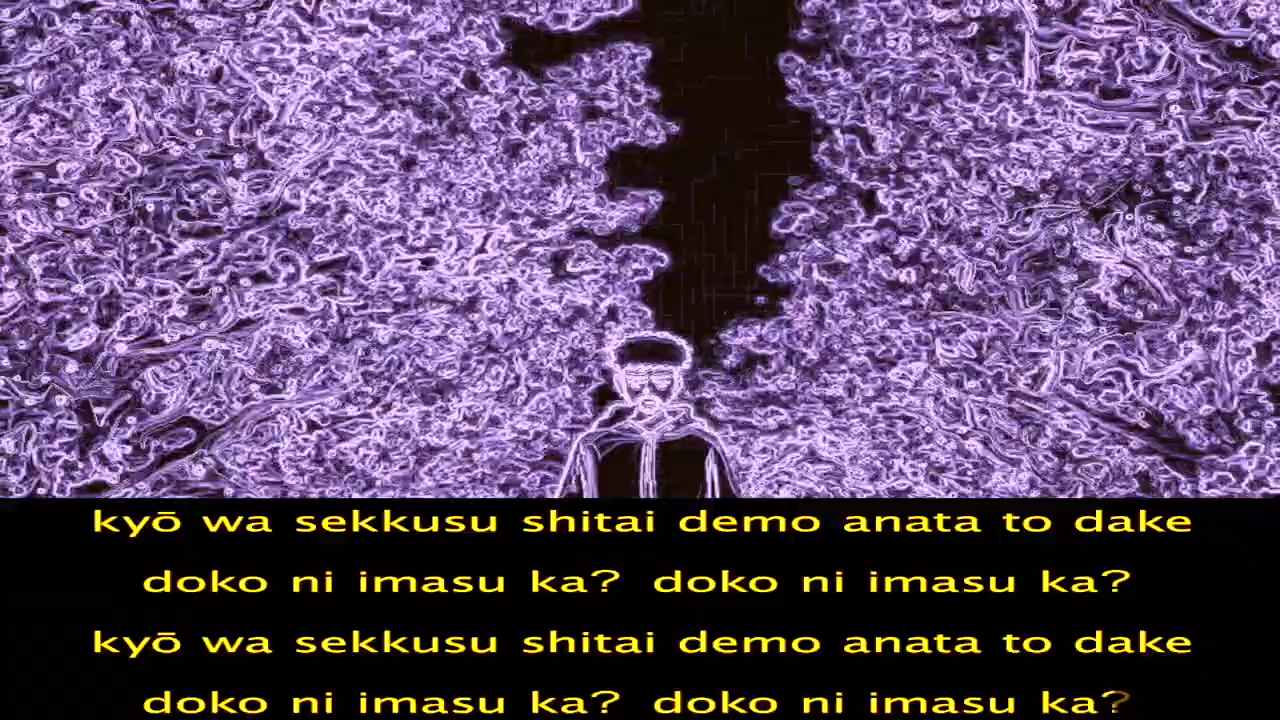 kyō wa sekkusu shitai demo anata to dake
doko ni imasu ka? doko ni imasu ka?
kyō wa sekkusu shitai demo anata to dake
doko ni imasu ka? doko ni imasu ka?